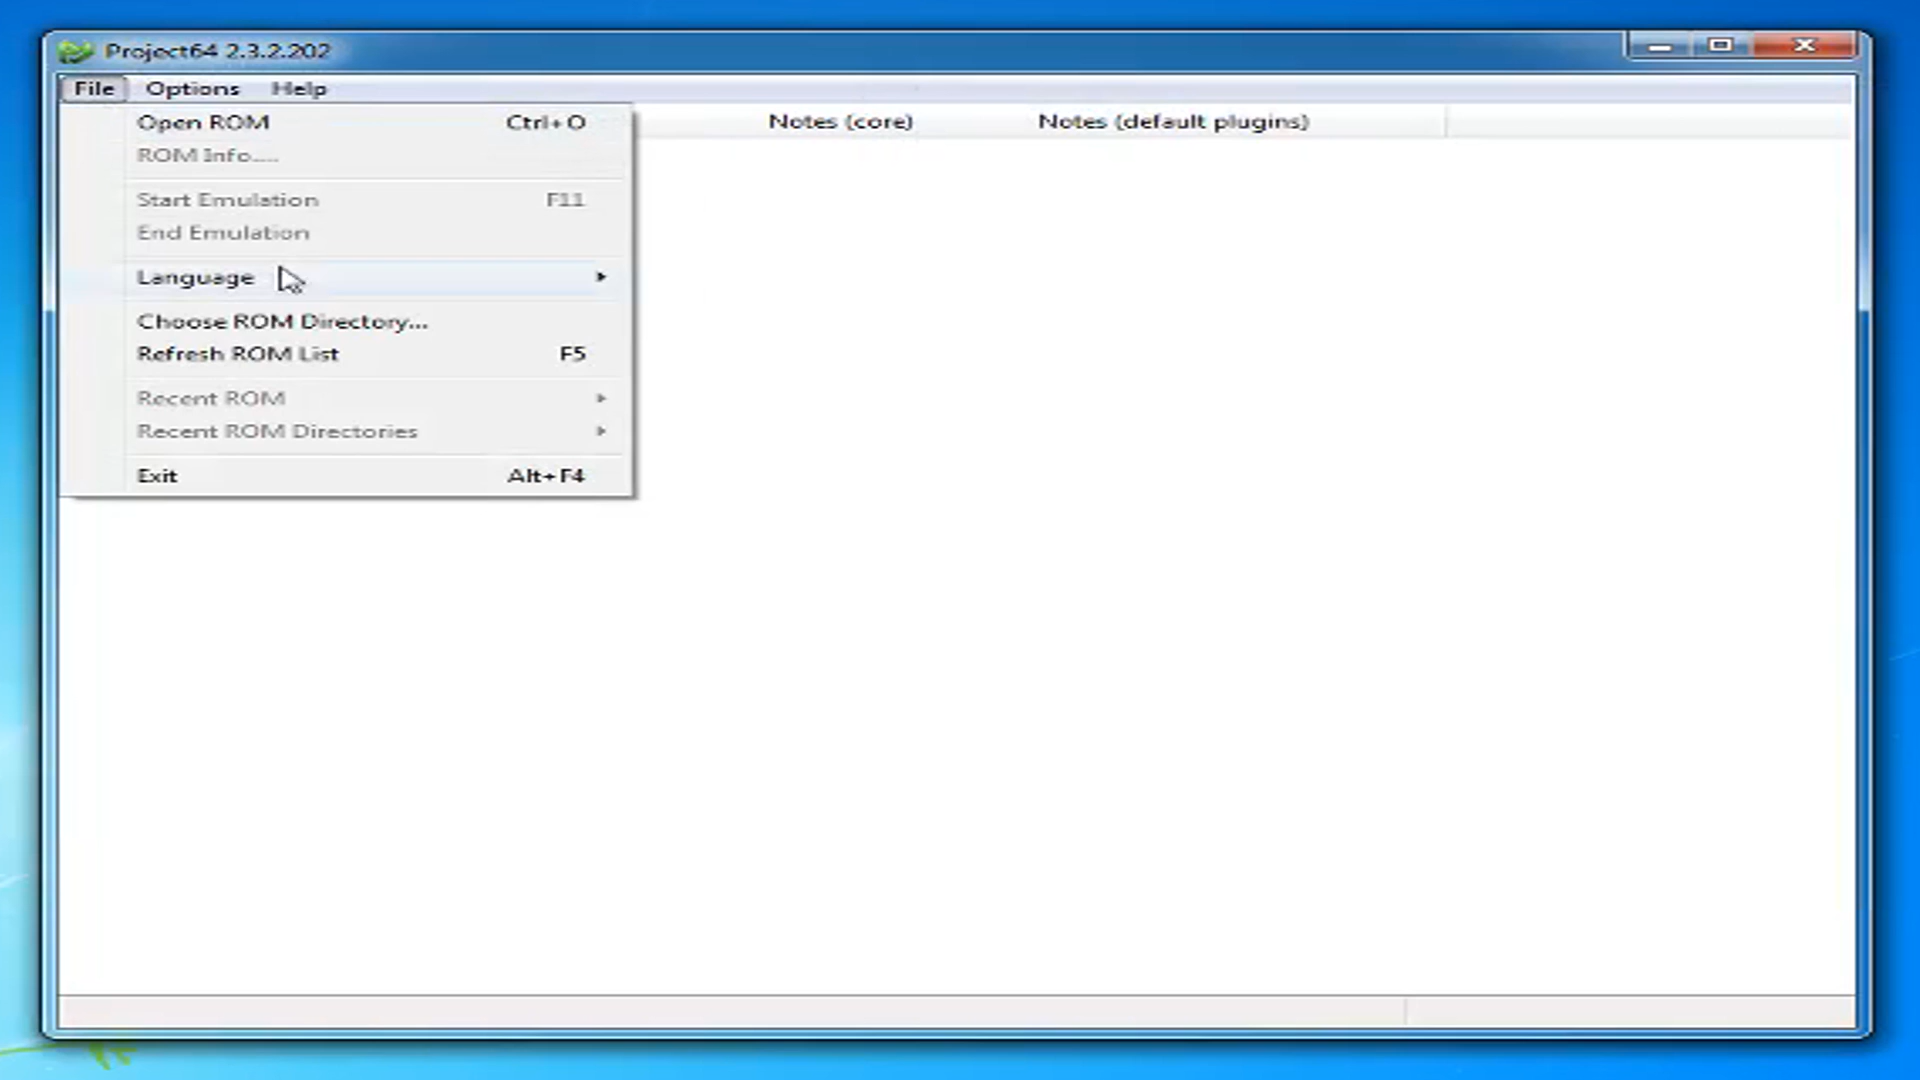 Project64 2.3.2.202
File Options Help
Notes (core) Notes (default plugins)
Open ROM Ctrl+O
ROM Info....
Start Emulation F11
End Emulation
Language
Choose ROM Directory...
Refresh ROM List F5
Recent ROM
Recent ROM Directories
Exit Alt+F4